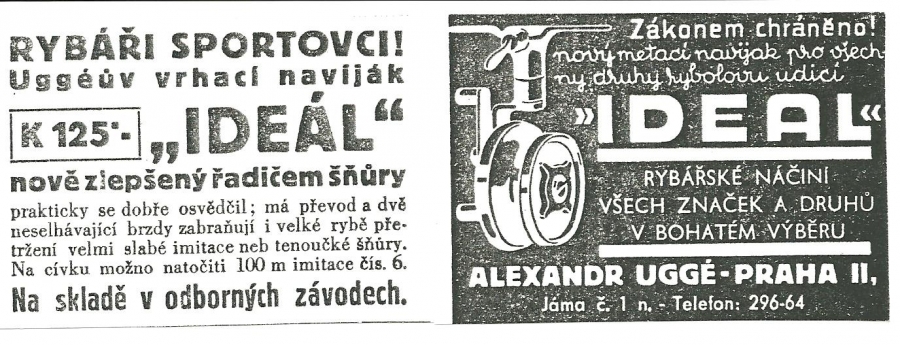 RYBÁŘI SPORTOVCI!
Uggéův vrhací naviják
K 125·- „IDEÁL“
nově zlepšený řadičem šňůry
prakticky se dobře osvědčil; má převod a dvě
neselhávající brzdy zabraňují i velké rybě pře-
tržení velmi slabé imitace neb tenoučké šňůry.
Na cívku možno natočiti 100 m imitace čís. 6.
Na skladě v odborných závodech.
Zákonem chráněno!
nový metací navijak pro všech-
ny druhy rybolovu udicí
»IDEAL«
RYBÁŘSKÉ NÁČINÍ
VŠECH ZNAČEK A DRUHŮ
V BOHATÉM VÝBĚRU
ALEXANDR UGGÉ-PRAHA II,
Jáma č. 1 n. - Telefon: 296-64